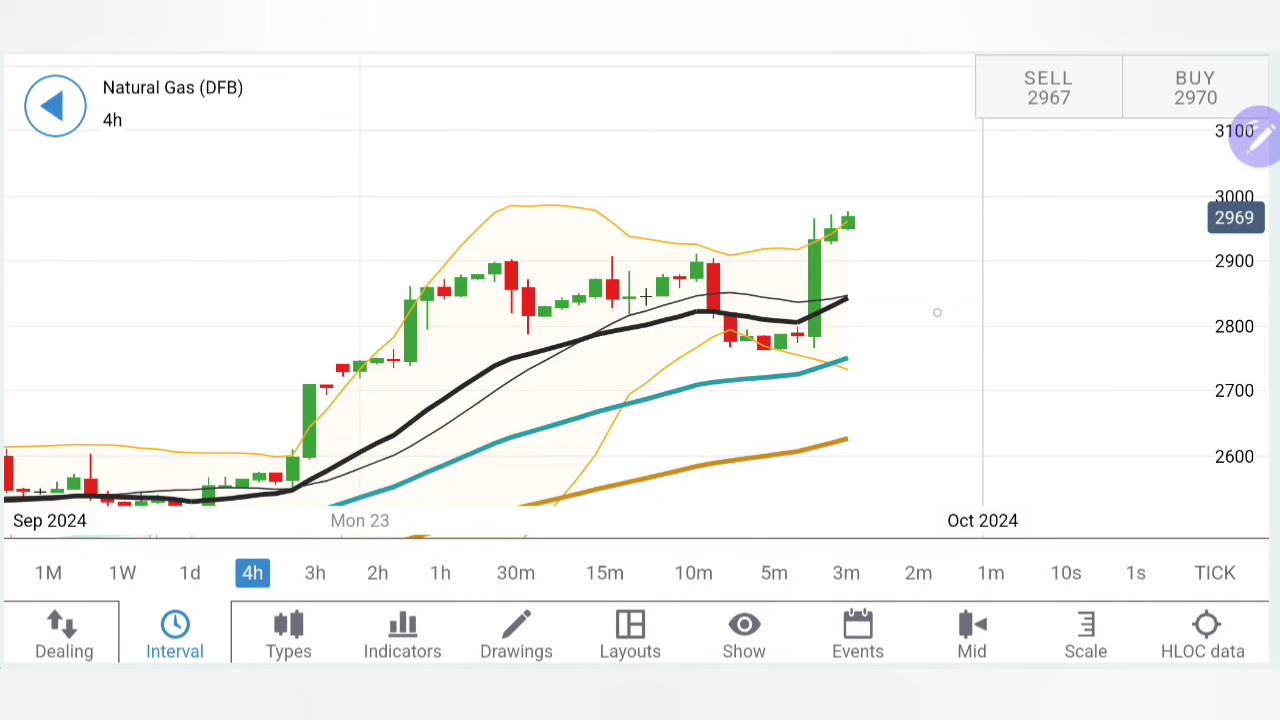 Natural Gas (DFB)
4h
SELL
2967
BUY
2970
3100
3000
2969
2900
2800
2700
2600
Sep 2024
Mon 23
Oct 2024
1M 1W 1d 4h 3h 2h 1h 30m 15m 10m 5m 3m 2m 1m 10s 1s TICK
Dealing Interval Types Indicators Drawings Layouts Show Events Mid Scale HLOC data